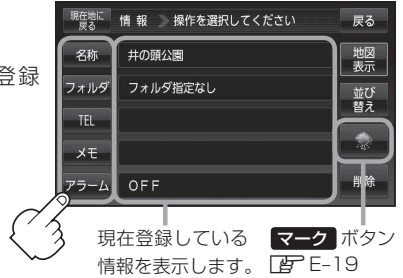 現在地に
戻る
情 報 操作を選択してください
戻る
名称 井の頭公園
地図
表示
登録
フォルダ フォルダ指定なし
並び
替え
TEL
メモ
アラーム OFF
削除
現在登録している
情報を表示します。
マーク ボタン
E-19